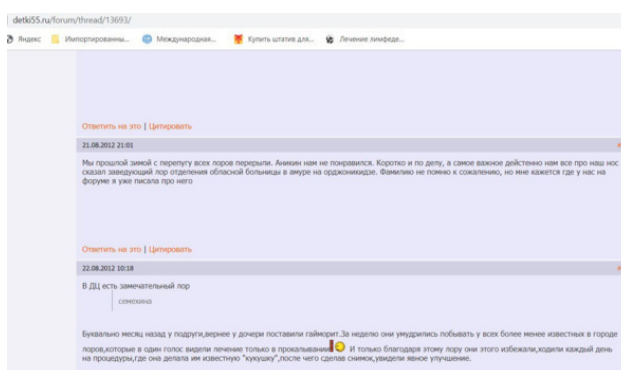 detki55.ru/forum/thread/13693/
Яндекс Импортированны... Международная... Купить штатив для... Лечение лимфеде...
Ответить на это | Цитировать
21.08.2012 21:01
Мы прошлой зимой с перепугу всех лоров перерыли. Аникин нам не понравился. Коротко и по делу, а самое важное действенно нам все про наш нос
сказал заведующий лор отделения обласной больницы в амуре на орджоникидзе. Фамилию не помню к сожалению, но мне кажется где у нас на
форуме я уже писала про него
Ответить на это | Цитировать
22.08.2012 10:18
В ДЦ есть замечательный лор
семехина
Буквально месяц назад у подруги,вернее у дочери поставили гайморит.За неделю они умудрились побывать у всех более менее известных в городе
лоров,которые в один голос видели лечение только в прокалывании И только благодаря этому лору они этого избежали,ходили каждый день
на процедуры,где она делала им известную "кукушку",после чего сделав снимок,увидели явное улучшение.